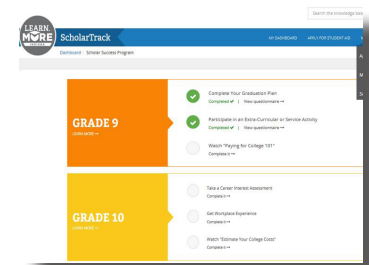 Search the knowledge bas
LEARN
MORE
INDIANA
ScholarTrack
MY DASHBOARD
APPLY FOR STUDENT AID
Dashboard
Scholar Success Program
GRADE 9
LEARN MORE
Complete Your Graduation Plan
Completed ✔ | View questionnaire →
Participate in an Extra-Curricular or Service Activity
Completed ✔ | View questionnaire →
Watch "Paying for College 101"
Complete it →
GRADE 10
LEARN MORE
Take a Career Interest Assessment
Complete it →
Get Workplace Experience
Complete it →
Watch "Estimate Your College Costs"
Complete it →